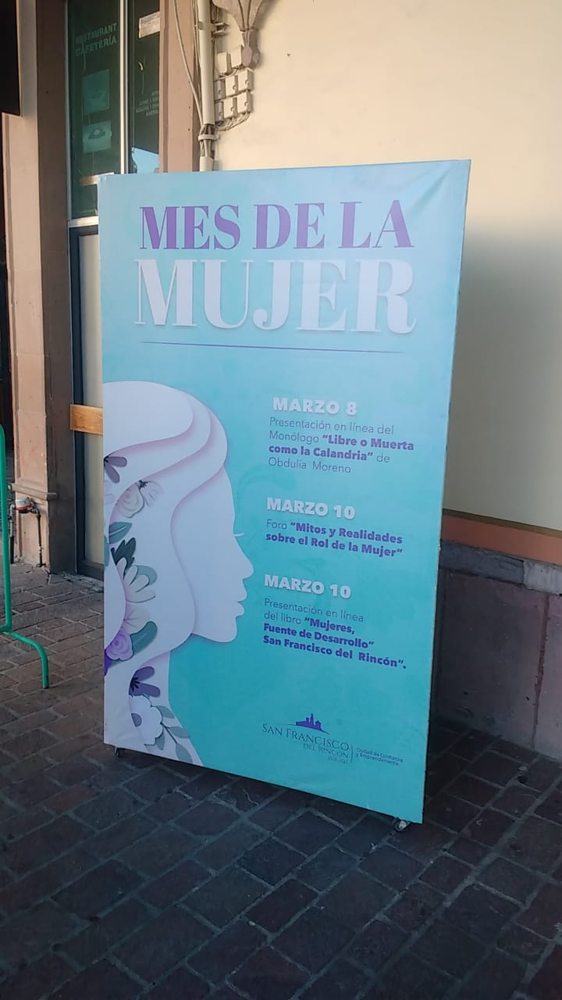 RESTAURANT
CAFETERÍA
MES DE LA
MUJER
MARZO 8
Presentación en línea del
Monólogo “Libre o Muerta
como la Calandria” de
Obdulia Moreno
MARZO 10
Foro “Mitos y Realidades
sobre el Rol de la Mujer”
MARZO 10
Presentación en línea
del libro “Mujeres,
Fuente de Desarrollo”
San Francisco del Rincón”.
SAN FRANCISCO
DEL RINCÓN
Ciudad de Confianza
y Emprendimiento